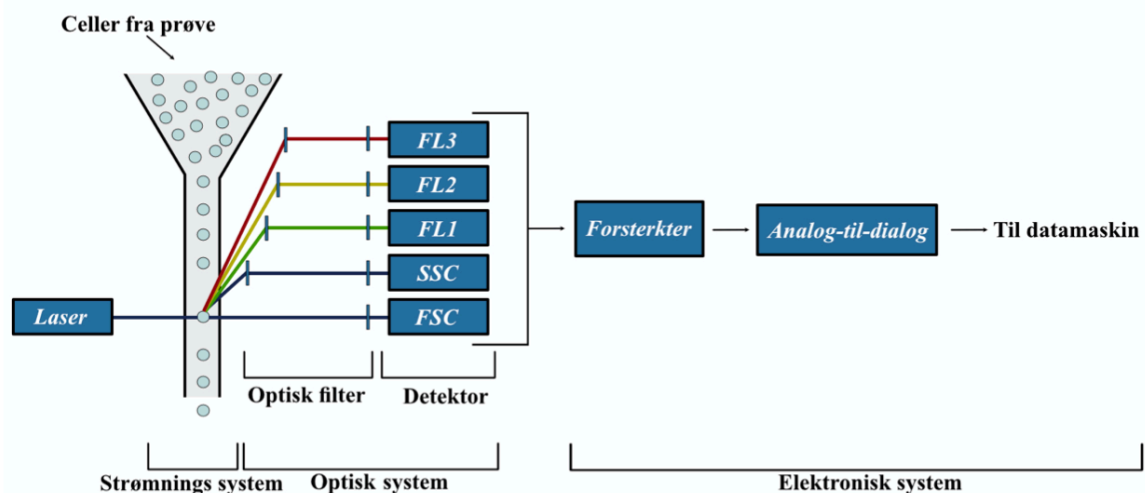 Celler fra prøve
FL3
FL2
FL1
SSC
FSC
Laser
Forsterkter
Analog-til-dialog
Til datamaskin
Optisk filter
Detektor
Strømnings system
Optisk system
Elektronisk system